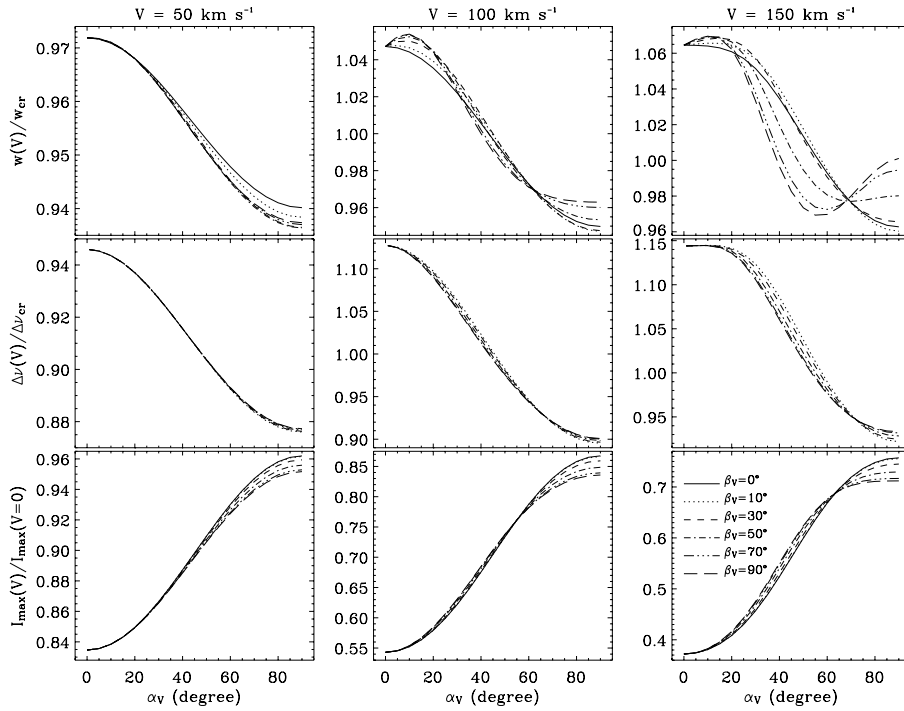 V = 50 km s⁻¹
V = 100 km s⁻¹
V = 150 km s⁻¹
w(V)/w_cr
0.97
0.96
0.95
0.94
1.04
1.02
1.00
0.98
0.96
1.06
1.04
1.02
1.00
0.98
0.96
Δν(V)/Δν_cr
0.94
0.92
0.90
0.88
1.10
1.05
1.00
0.95
0.90
1.15
1.10
1.05
1.00
0.95
I_max(V)/I_max(V=0)
0.96
0.94
0.92
0.90
0.88
0.86
0.84
0.85
0.80
0.75
0.70
0.65
0.60
0.55
0.7
0.6
0.5
0.4
β_V=0°
β_V=10°
β_V=30°
β_V=50°
β_V=70°
β_V=90°
0 20 40 60 80
0 20 40 60 80
0 20 40 60 80
α_V (degree)
α_V (degree)
α_V (degree)